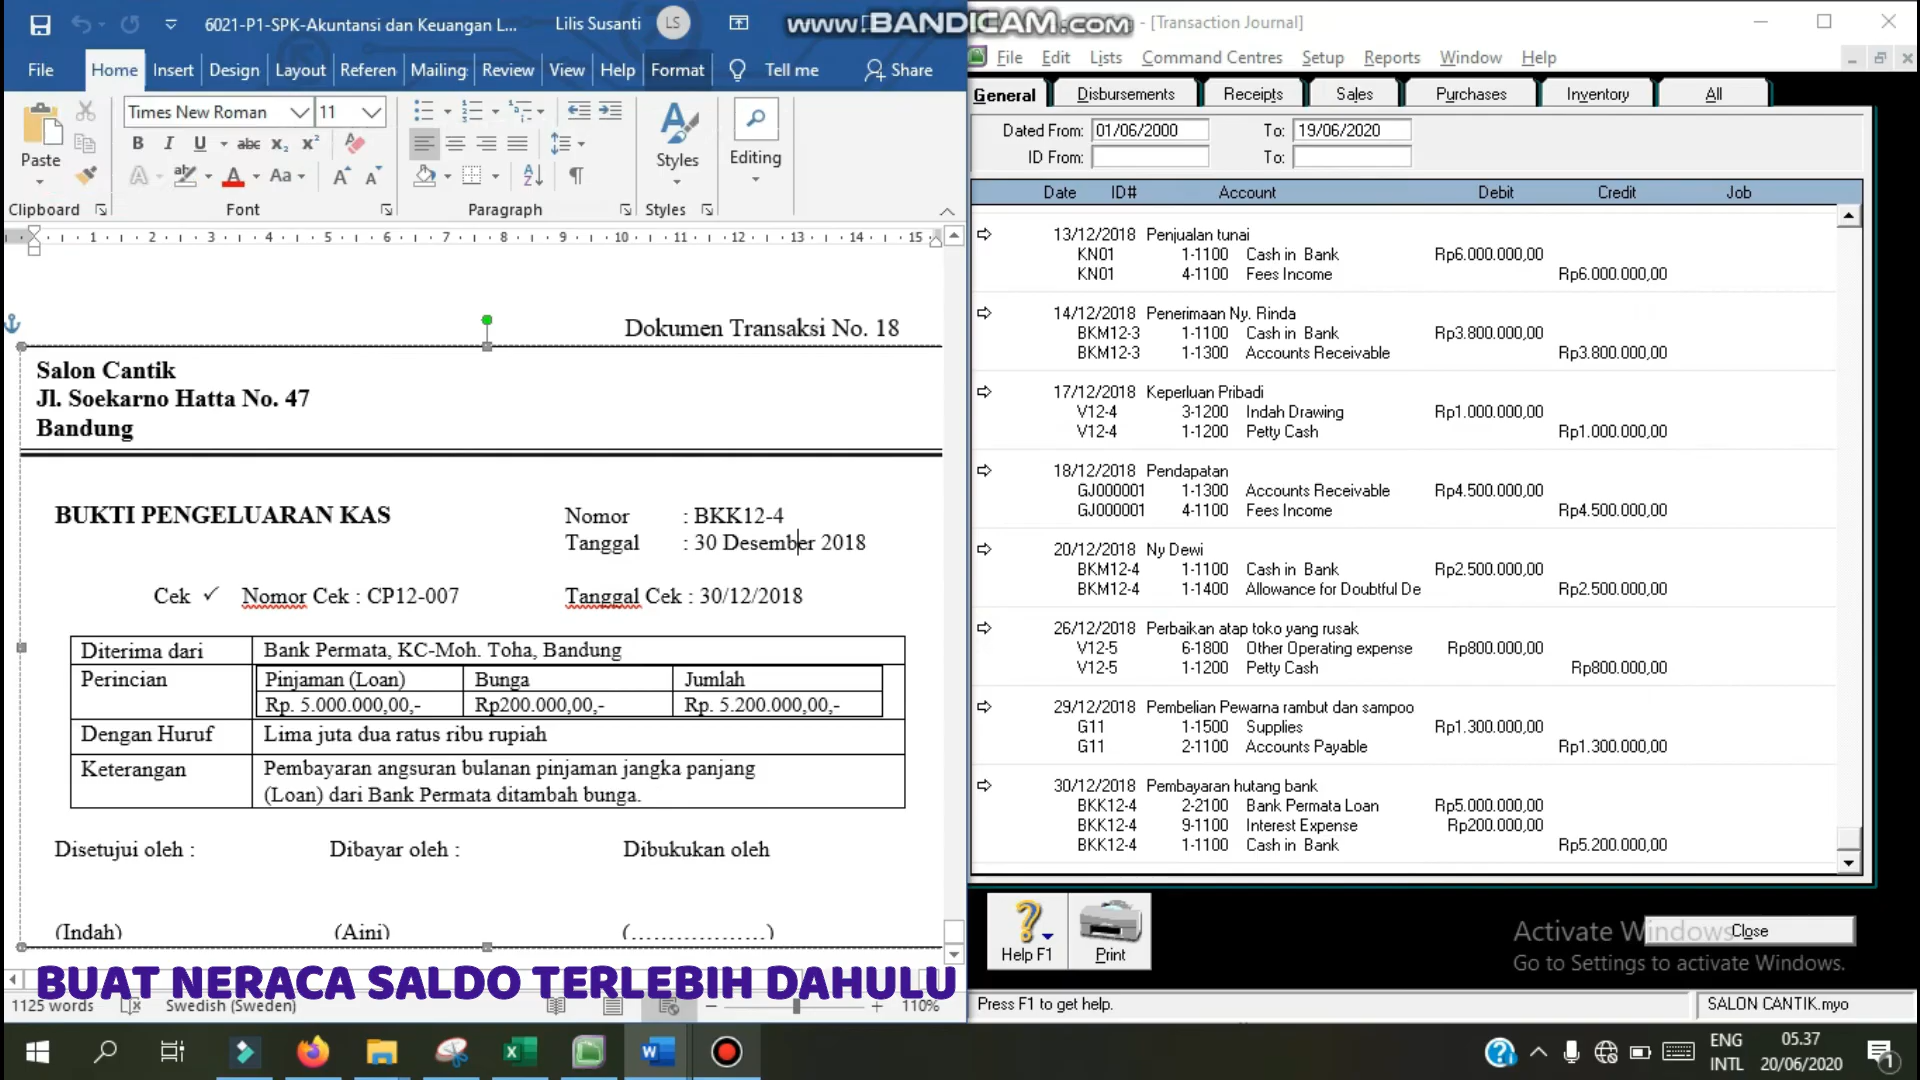 6021-P1-SPK-Akuntansi dan Keuangan L...
Lilis Susanti
LS
www.BANDICAM.com
File
Home
Insert
Design
Layout
Referen
Mailing
Review
View
Help
Format
Tell me
Share
Times New Roman
11
Paste
Styles
Editing
Clipboard
Font
Paragraph
Styles
1 2 3 4 5 6 7 8 9 10 11 12 13 14 15
Dokumen Transaksi No. 18
Salon Cantik
Jl. Soekarno Hatta No. 47
Bandung
BUKTI PENGELUARAN KAS
Nomor : BKK12-4
Tanggal : 30 Desember 2018
Cek ✓ Nomor Cek : CP12-007 Tanggal Cek : 30/12/2018
Diterima dari Bank Permata, KC-Moh. Toha, Bandung
Perincian Pinjaman (Loan) Bunga Jumlah
Rp. 5.000.000,00,- Rp200.000,00,- Rp. 5.200.000,00,-
Dengan Huruf Lima juta dua ratus ribu rupiah
Keterangan Pembayaran angsuran bulanan pinjaman jangka panjang
(Loan) dari Bank Permata ditambah bunga.
Disetujui oleh : Dibayar oleh : Dibukukan oleh
(Indah) (Aini) (..................)
BUAT NERACA SALDO TERLEBIH DAHULU
1125 words Swedish (Sweden) 110%
- [Transaction Journal]
File Edit Lists Command Centres Setup Reports Window Help
General Disbursements Receipts Sales Purchases Inventory All
Dated From: 01/06/2000 To: 19/06/2020
ID From: To:
Date ID# Account Debit Credit Job
13/12/2018 Penjualan tunai
KN01 1-1100 Cash in Bank Rp6.000.000,00
KN01 4-1100 Fees Income Rp6.000.000,00
14/12/2018 Penerimaan Ny. Rinda
BKM12-3 1-1100 Cash in Bank Rp3.800.000,00
BKM12-3 1-1300 Accounts Receivable Rp3.800.000,00
17/12/2018 Keperluan Pribadi
V12-4 3-1200 Indah Drawing Rp1.000.000,00
V12-4 1-1200 Petty Cash Rp1.000.000,00
18/12/2018 Pendapatan
GJ000001 1-1300 Accounts Receivable Rp4.500.000,00
GJ000001 4-1100 Fees Income Rp4.500.000,00
20/12/2018 Ny Dewi
BKM12-4 1-1100 Cash in Bank Rp2.500.000,00
BKM12-4 1-1400 Allowance for Doubtful De Rp2.500.000,00
26/12/2018 Perbaikan atap toko yang rusak
V12-5 6-1800 Other Operating expense Rp800.000,00
V12-5 1-1200 Petty Cash Rp800.000,00
29/12/2018 Pembelian Pewarna rambut dan sampoo
G11 1-1500 Supplies Rp1.300.000,00
G11 2-1100 Accounts Payable Rp1.300.000,00
30/12/2018 Pembayaran hutang bank
BKK12-4 2-2100 Bank Permata Loan Rp5.000.000,00
BKK12-4 9-1100 Interest Expense Rp200.000,00
BKK12-4 1-1100 Cash in Bank Rp5.200.000,00
Help F1
Print
Close
Activate Windows
Go to Settings to activate Windows.
Press F1 to get help.
SALON CANTIK.myo
ENG
INTL
05.37
20/06/2020
1